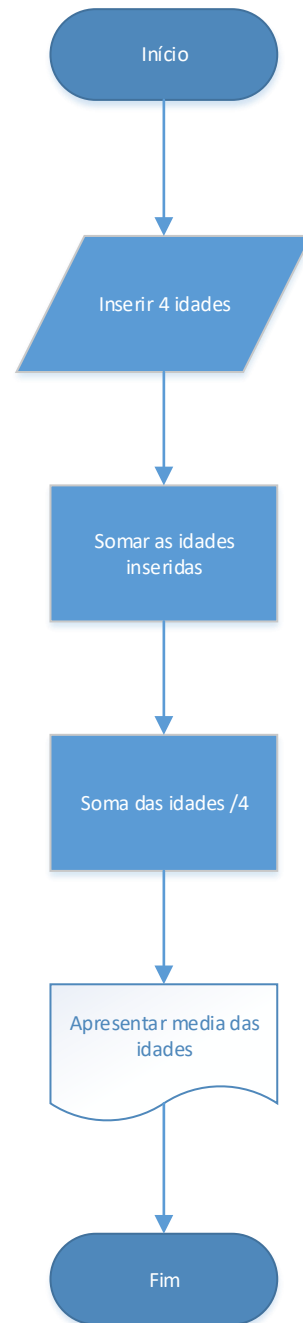 Início
Inserir 4 idades
Somar as idades
inseridas
Soma das idades /4
Apresentar media das
idades
Fim